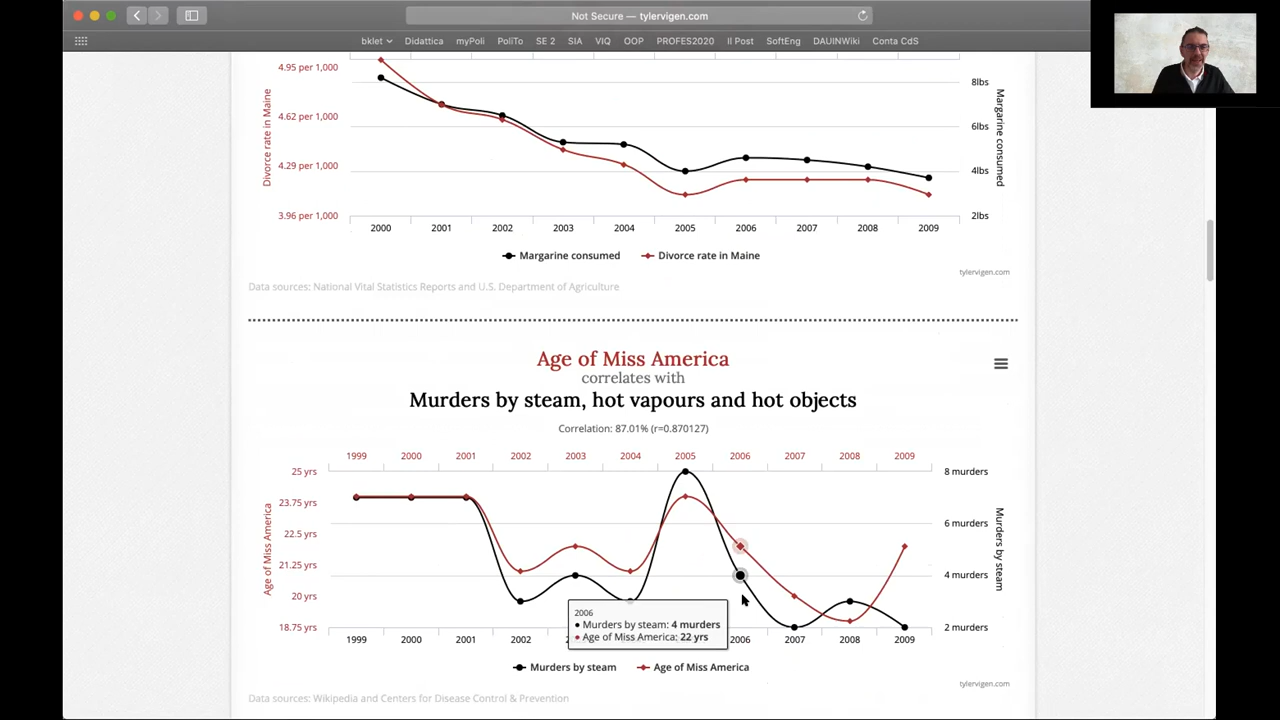 Not Secure — tylervigen.com
bklet Didattica myPoli PoliTo SE 2 SIA VIQ OOP PROFES2020 Il Post SoftEng DAUINWiki Conta CdS
4.95 per 1,000
4.62 per 1,000
4.29 per 1,000
3.96 per 1,000
Divorce rate in Maine
8lbs
6lbs
4lbs
2lbs
Margarine consumed
2000 2001 2002 2003 2004 2005 2006 2007 2008 2009
Margarine consumed Divorce rate in Maine
tylervigen.com
Data sources: National Vital Statistics Reports and U.S. Department of Agriculture
Age of Miss America
correlates with
Murders by steam, hot vapours and hot objects
Correlation: 87.01% (r=0.870127)
1999 2000 2001 2002 2003 2004 2005 2006 2007 2008 2009
25 yrs
23.75 yrs
22.5 yrs
21.25 yrs
20 yrs
18.75 yrs
Age of Miss America
8 murders
6 murders
4 murders
2 murders
Murders by steam
2006
Murders by steam: 4 murders
Age of Miss America: 22 yrs
1999 2000 2001 2002 2006 2007 2008 2009
Murders by steam Age of Miss America
tylervigen.com
Data sources: Wikipedia and Centers for Disease Control & Prevention